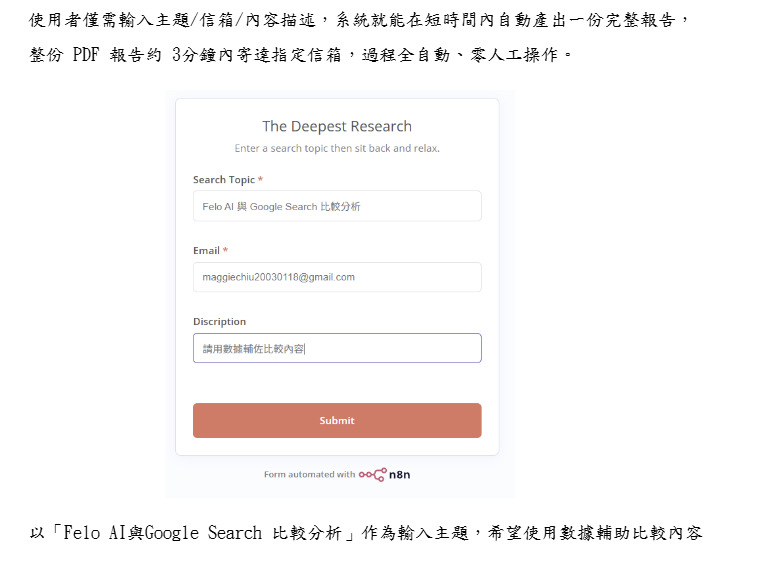 使用者僅需輸入主題/信箱/內容描述，系統就能在短時間內自動產出一份完整報告，
整份 PDF 報告約 3分鐘內寄達指定信箱，過程全自動、零人工操作。
The Deepest Research
Enter a search topic then sit back and relax.
Search Topic *
Felo AI 與 Google Search 比較分析
Email *
maggiechiu20030118@gmail.com
Discription
請用數據輔佐比較內容
Submit
Form automated with n8n
以「Felo AI與Google Search 比較分析」作為輸入主題，希望使用數據輔助比較內容